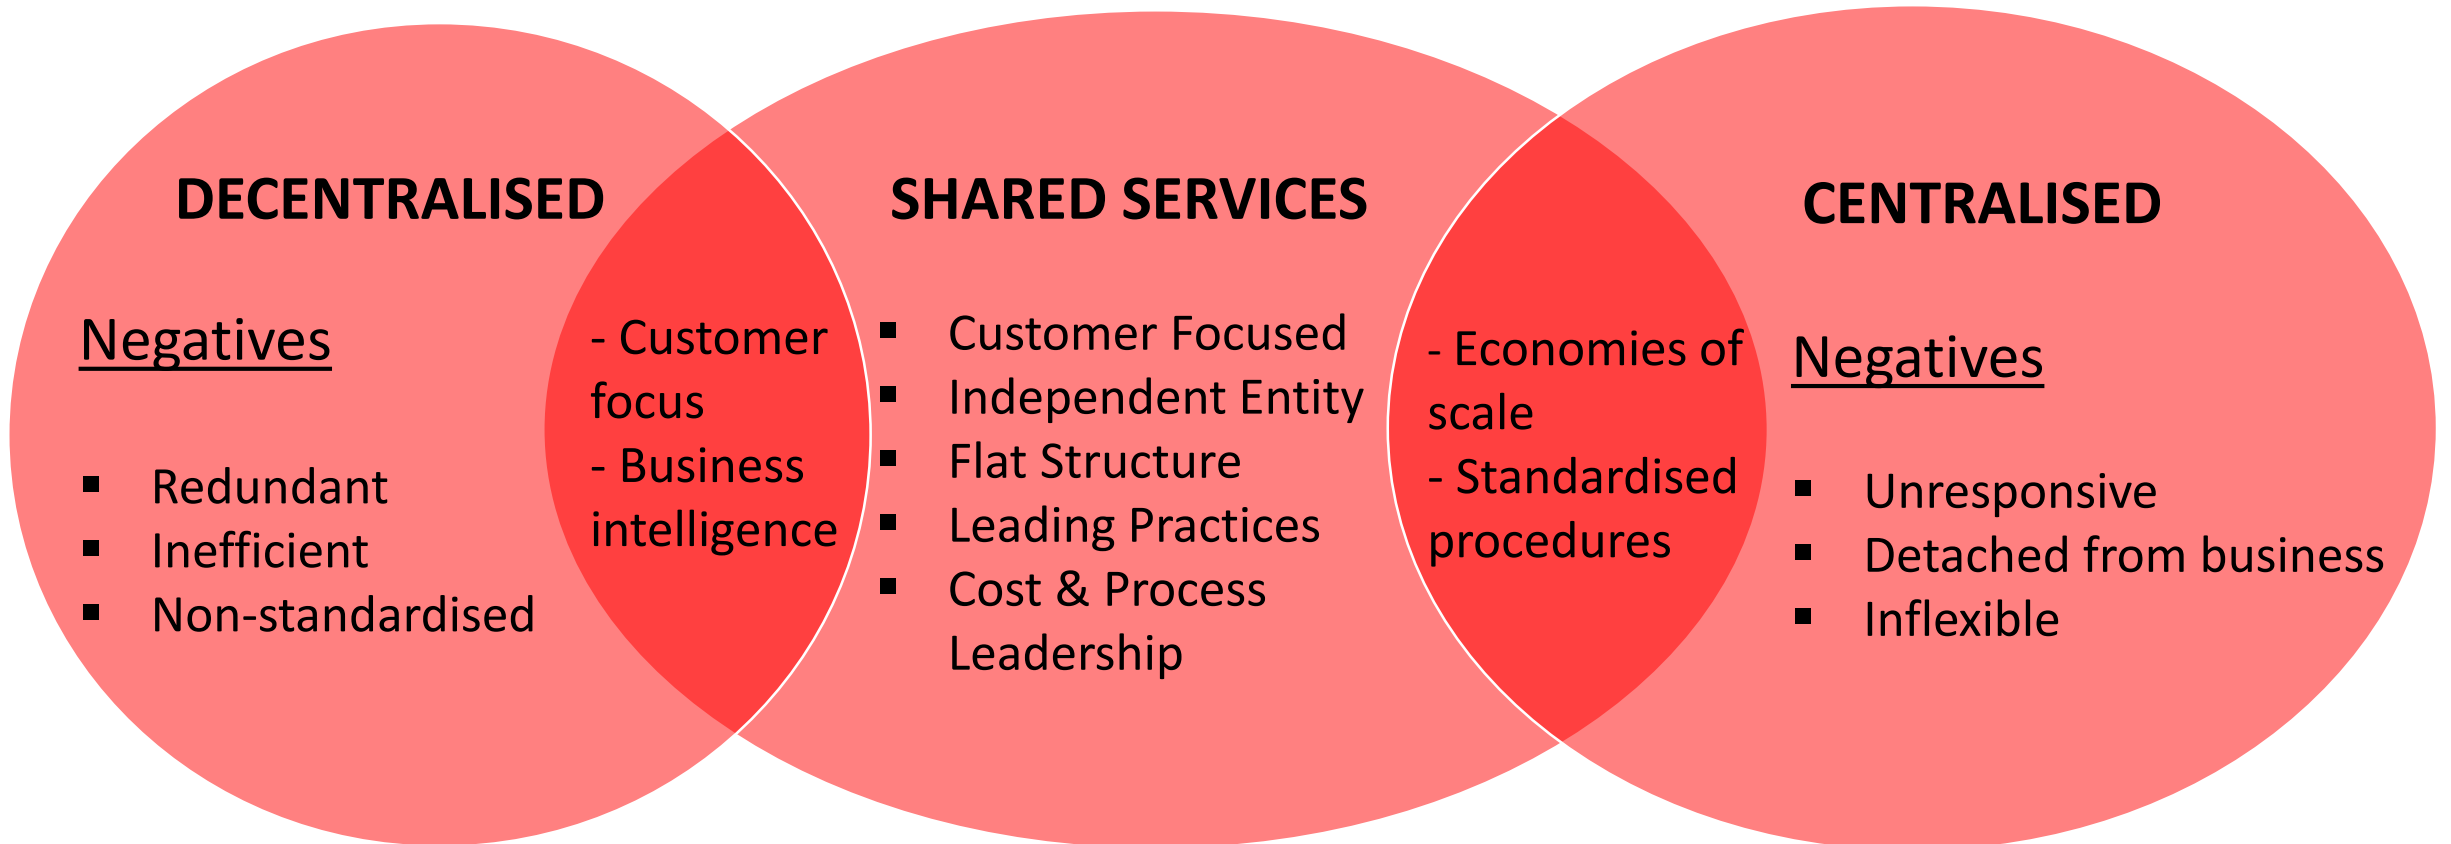 DECENTRALISED
Negatives
▪ Redundant
▪ Inefficient
▪ Non-standardised
- Customer
focus
- Business
intelligence
SHARED SERVICES
▪ Customer Focused
▪ Independent Entity
▪ Flat Structure
▪ Leading Practices
▪ Cost & Process
Leadership
- Economies of
scale
- Standardised
procedures
CENTRALISED
Negatives
▪ Unresponsive
▪ Detached from business
▪ Inflexible